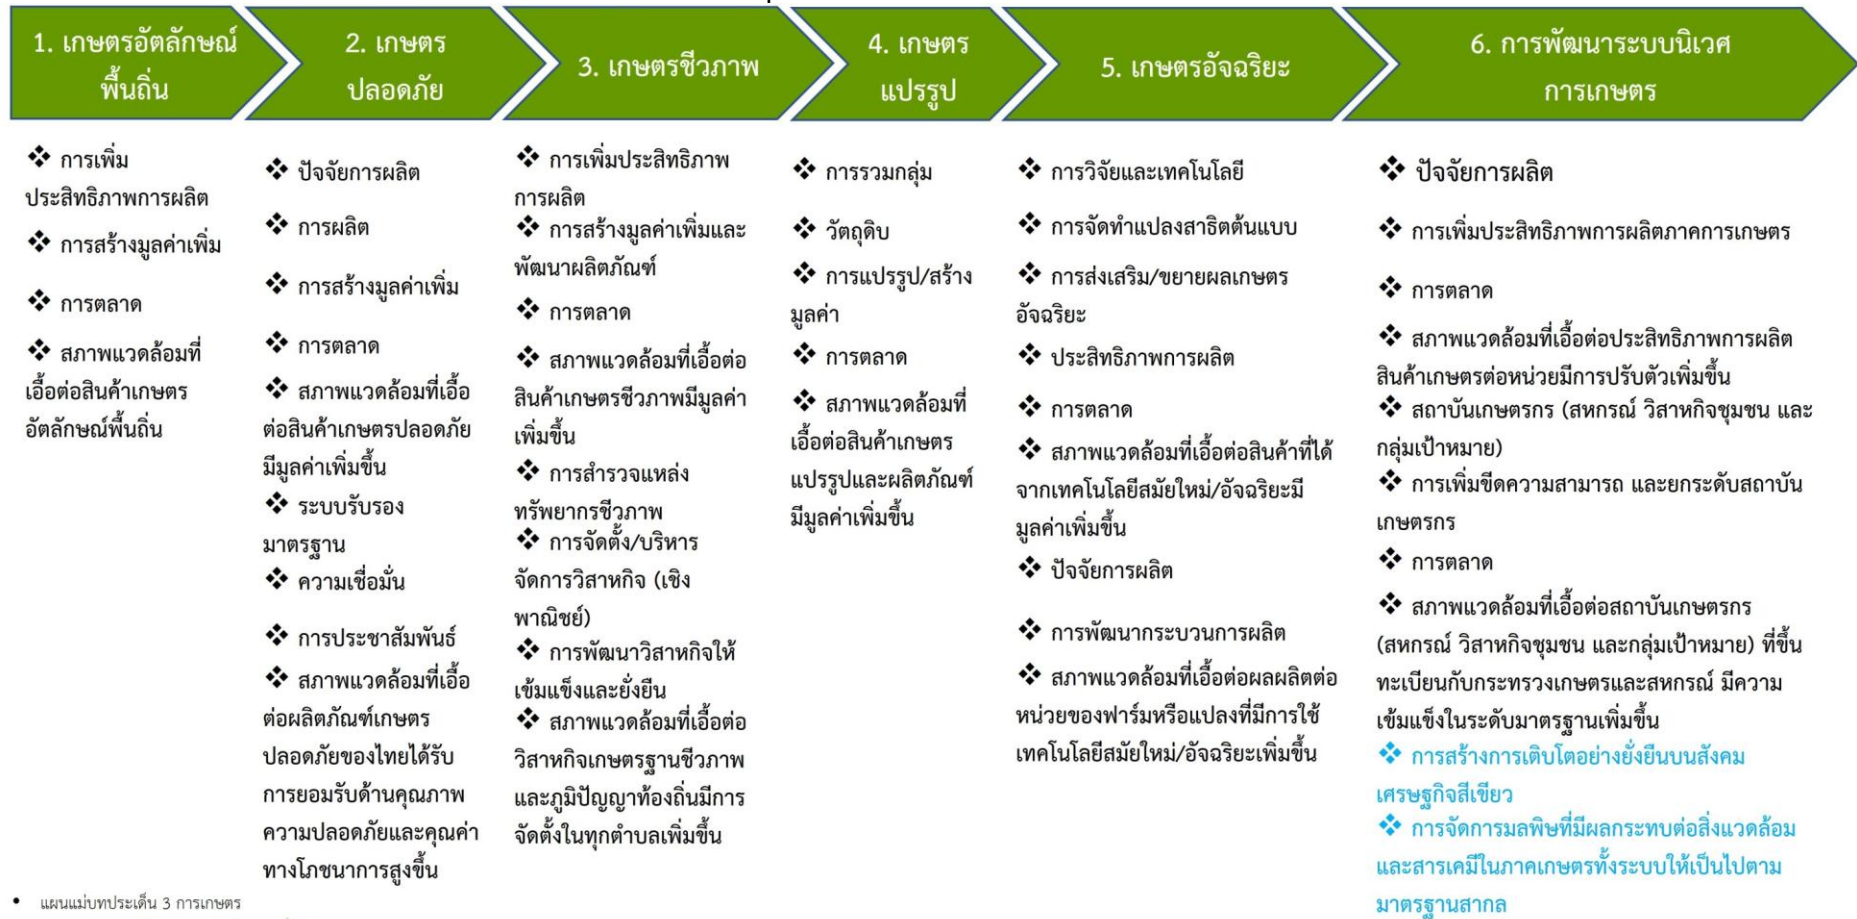 1. เกษตรอัตลักษณ์
พื้นถิ่น
2. เกษตร
ปลอดภัย
3. เกษตรชีวภาพ
4. เกษตร
แปรรูป
5. เกษตรอัจฉริยะ
6. การพัฒนาระบบนิเวศ
การเกษตร
❖ การเพิ่ม
ประสิทธิภาพการผลิต
❖ การสร้างมูลค่าเพิ่ม
❖ การตลาด
❖ สภาพแวดล้อมที่
เอื้อต่อสินค้าเกษตร
อัตลักษณ์พื้นถิ่น
❖ ปัจจัยการผลิต
❖ การผลิต
❖ การสร้างมูลค่าเพิ่ม
❖ การตลาด
❖ สภาพแวดล้อมที่เอื้อ
ต่อสินค้าเกษตรปลอดภัย
มีมูลค่าเพิ่มขึ้น
❖ ระบบรับรอง
มาตรฐาน
❖ ความเชื่อมั่น
❖ การประชาสัมพันธ์
❖ สภาพแวดล้อมที่เอื้อ
ต่อผลิตภัณฑ์เกษตร
ปลอดภัยของไทยได้รับ
การยอมรับด้านคุณภาพ
ความปลอดภัยและคุณค่า
ทางโภชนาการสูงขึ้น
❖ การเพิ่มประสิทธิภาพ
การผลิต
❖ การสร้างมูลค่าเพิ่มและ
พัฒนาผลิตภัณฑ์
❖ การตลาด
❖ สภาพแวดล้อมที่เอื้อต่อ
สินค้าเกษตรชีวภาพมีมูลค่า
เพิ่มขึ้น
❖ การสำรวจแหล่ง
ทรัพยากรชีวภาพ
❖ การจัดตั้ง/บริหาร
จัดการวิสาหกิจ (เชิง
พาณิชย์)
❖ การพัฒนาวิสาหกิจให้
เข้มแข็งและยั่งยืน
❖ สภาพแวดล้อมที่เอื้อต่อ
วิสาหกิจเกษตรฐานชีวภาพ
และภูมิปัญญาท้องถิ่นมีการ
จัดตั้งในทุกตำบลเพิ่มขึ้น
❖ การรวมกลุ่ม
❖ วัตถุดิบ
❖ การแปรรูป/สร้าง
มูลค่า
❖ การตลาด
❖ สภาพแวดล้อมที่
เอื้อต่อสินค้าเกษตร
แปรรูปและผลิตภัณฑ์
มีมูลค่าเพิ่มขึ้น
❖ การวิจัยและเทคโนโลยี
❖ การจัดทำแปลงสาธิตต้นแบบ
❖ การส่งเสริม/ขยายผลเกษตร
อัจฉริยะ
❖ ประสิทธิภาพการผลิต
❖ การตลาด
❖ สภาพแวดล้อมที่เอื้อต่อสินค้าที่ได้
จากเทคโนโลยีสมัยใหม่/อัจฉริยะมี
มูลค่าเพิ่มขึ้น
❖ ปัจจัยการผลิต
❖ การพัฒนากระบวนการผลิต
❖ สภาพแวดล้อมที่เอื้อต่อผลผลิตต่อ
หน่วยของฟาร์มหรือแปลงที่มีการใช้
เทคโนโลยีสมัยใหม่/อัจฉริยะเพิ่มขึ้น
❖ ปัจจัยการผลิต
❖ การเพิ่มประสิทธิภาพการผลิตภาคการเกษตร
❖ การตลาด
❖ สภาพแวดล้อมที่เอื้อต่อประสิทธิภาพการผลิต
สินค้าเกษตรต่อหน่วยมีการปรับตัวเพิ่มขึ้น
❖ สถาบันเกษตรกร (สหกรณ์ วิสาหกิจชุมชน และ
กลุ่มเป้าหมาย)
❖ การเพิ่มขีดความสามารถ และยกระดับสถาบัน
เกษตรกร
❖ การตลาด
❖ สภาพแวดล้อมที่เอื้อต่อสถาบันเกษตรกร
(สหกรณ์ วิสาหกิจชุมชน และกลุ่มเป้าหมาย) ที่ขึ้น
ทะเบียนกับกระทรวงเกษตรและสหกรณ์ มีความ
เข้มแข็งในระดับมาตรฐานเพิ่มขึ้น
❖ การสร้างการเติบโตอย่างยั่งยืนบนสังคม
เศรษฐกิจสีเขียว
❖ การจัดการมลพิษที่มีผลกระทบต่อสิ่งแวดล้อม
และสารเคมีในภาคเกษตรทั้งระบบให้เป็นไปตาม
มาตรฐานสากล
• แผนแม่บทประเด็น 3 การเกษตร